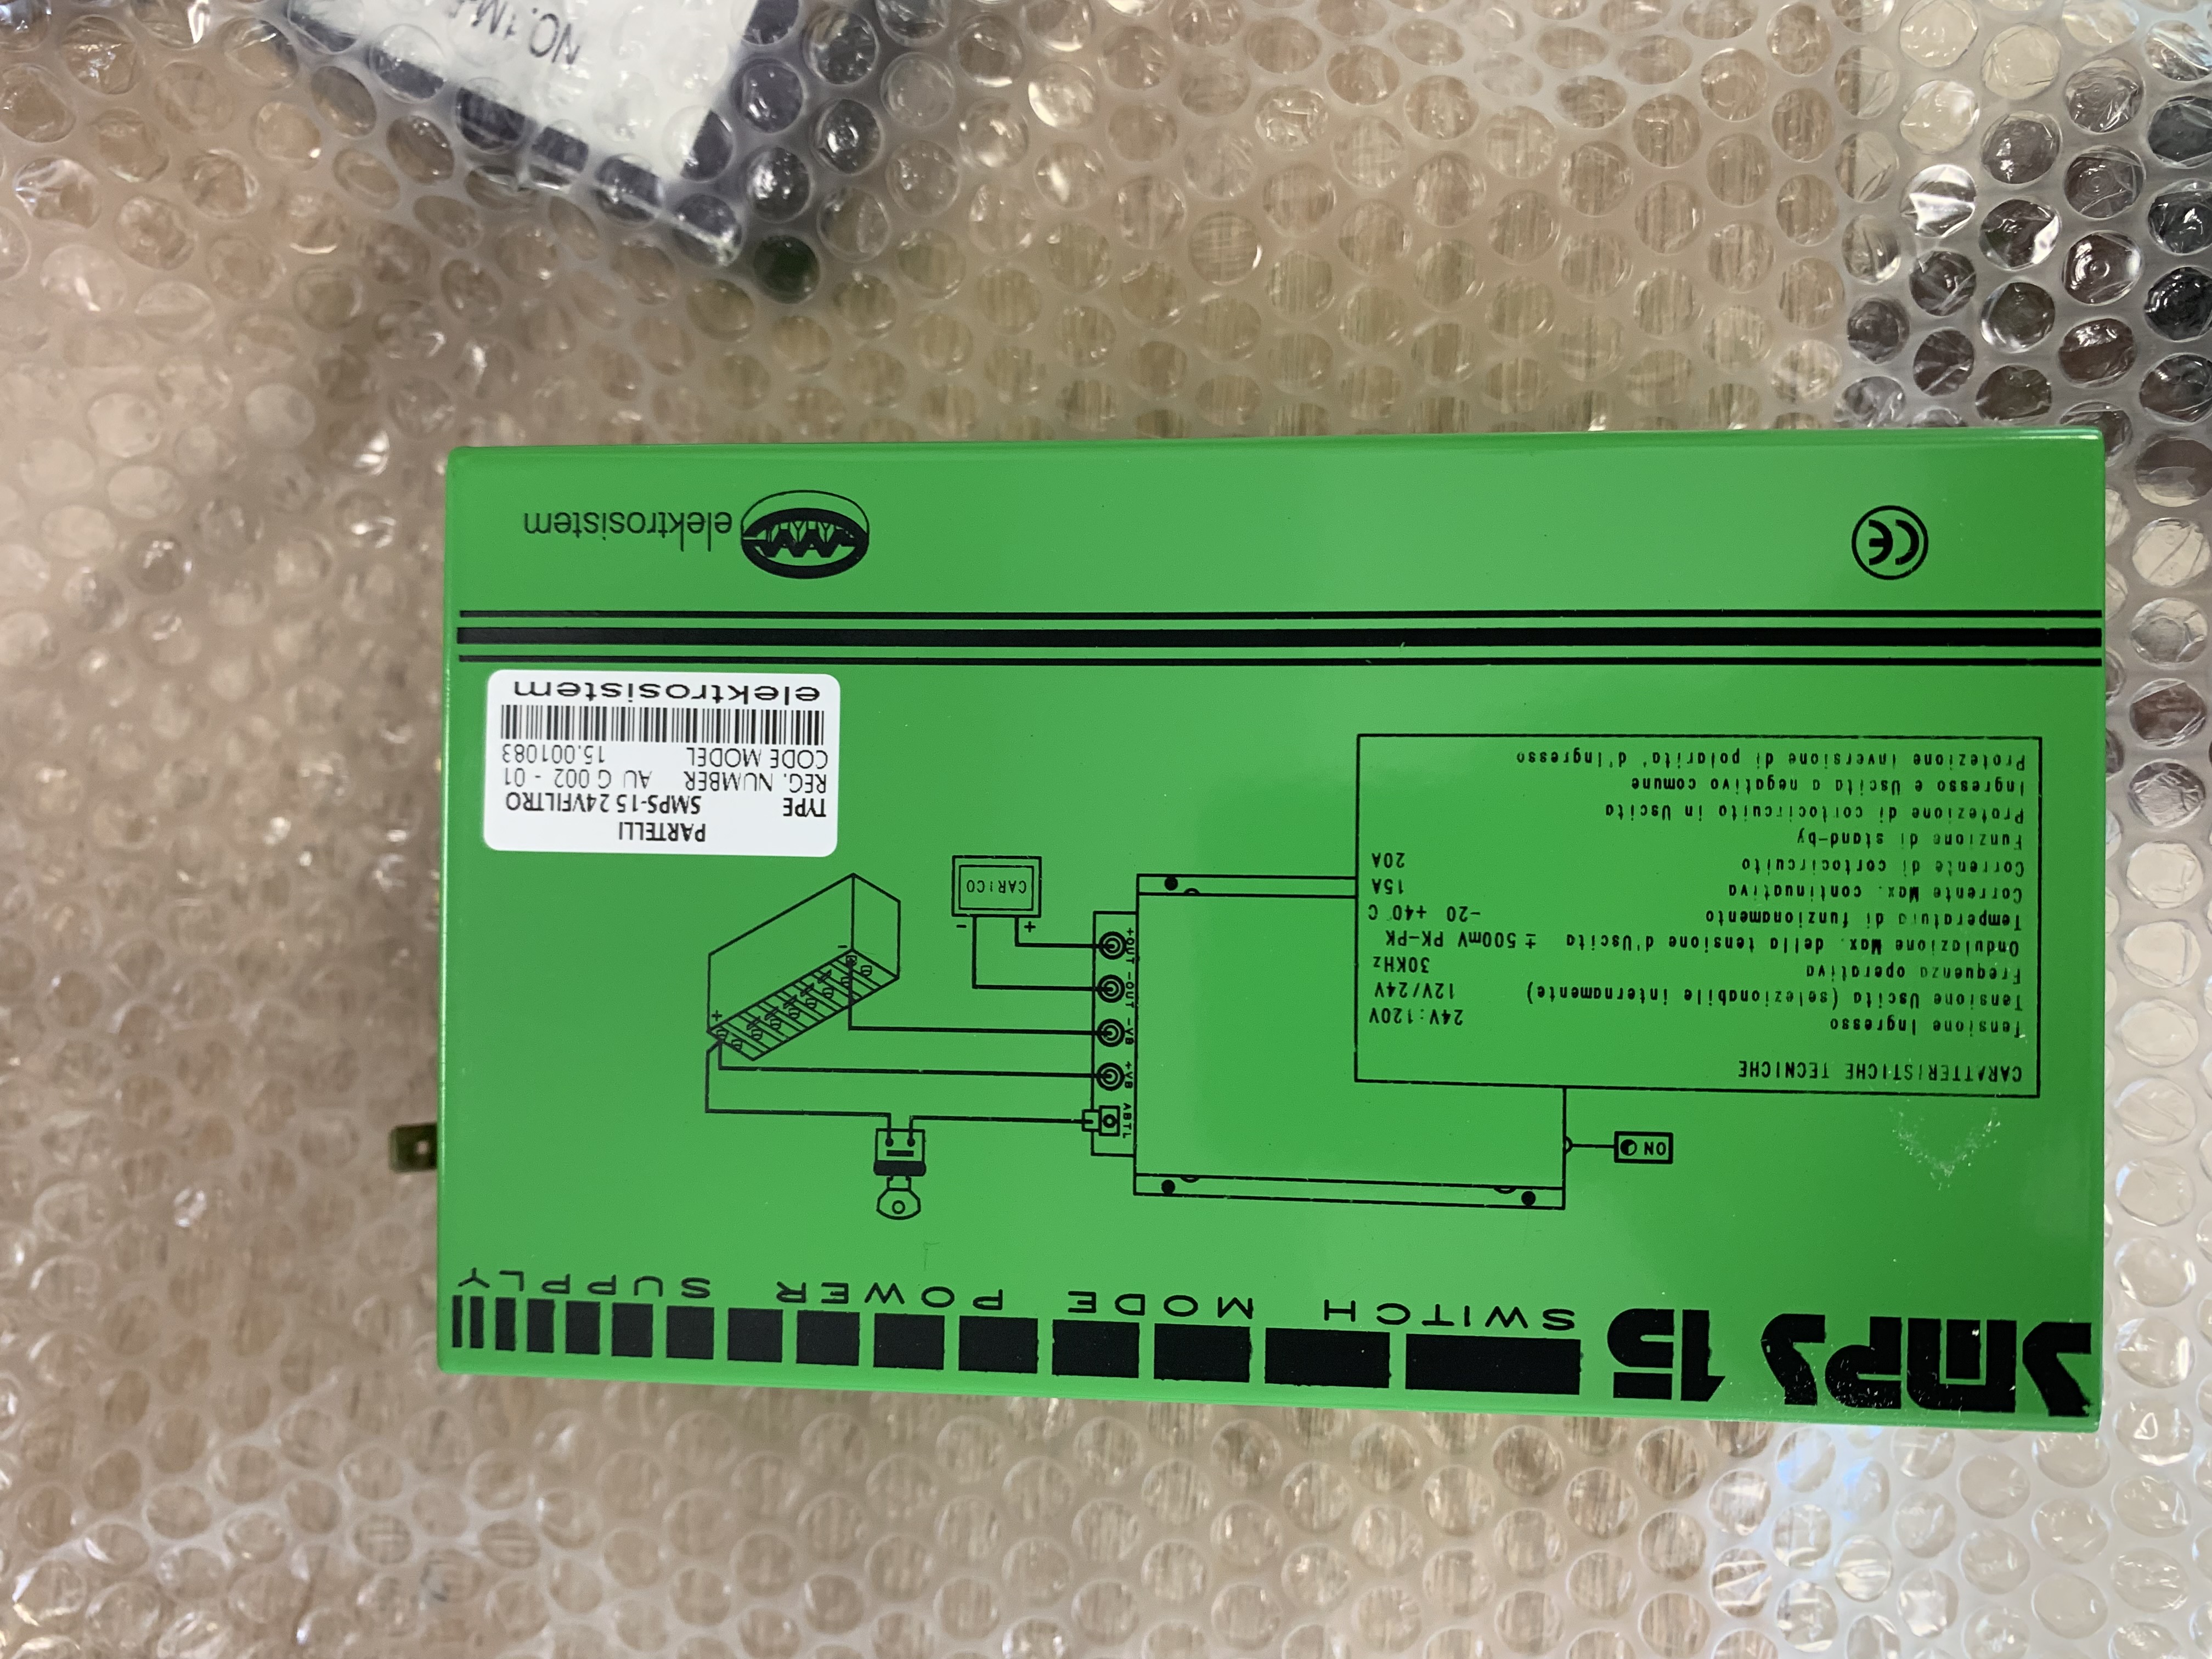 SMPS 15
SWITCH MODE POWER SUPPLY
ON
ABTL
+VB
-VB
-OUT
+OUT
+
-
+
-
CARICO
CARATTERISTICHE TECNICHE
Tensione Ingresso 24V:120V
Tensione Uscita (selezionabile internamente) 12V/24V
Frequenza operativa 30KHz
Ondulazione Max. della tensione d'Uscita ± 500mV PK-PK
Temperatura di funzionamento -20 +40°C
Corrente Max. continuativa 15A
Corrente di cortocircuito 20A
Funzione di stand-by
Protezione di cortocircuito in Uscita
Ingresso e Uscita a negativo comune
Protezione inversione di polarita' d'Ingresso
PARTELLI
TYPE SMPS-15 24VFILTRO
REG. NUMBER AU G 002 - 01
CODE MODEL 15.001083
elektrosistem
CE
elektrosistem